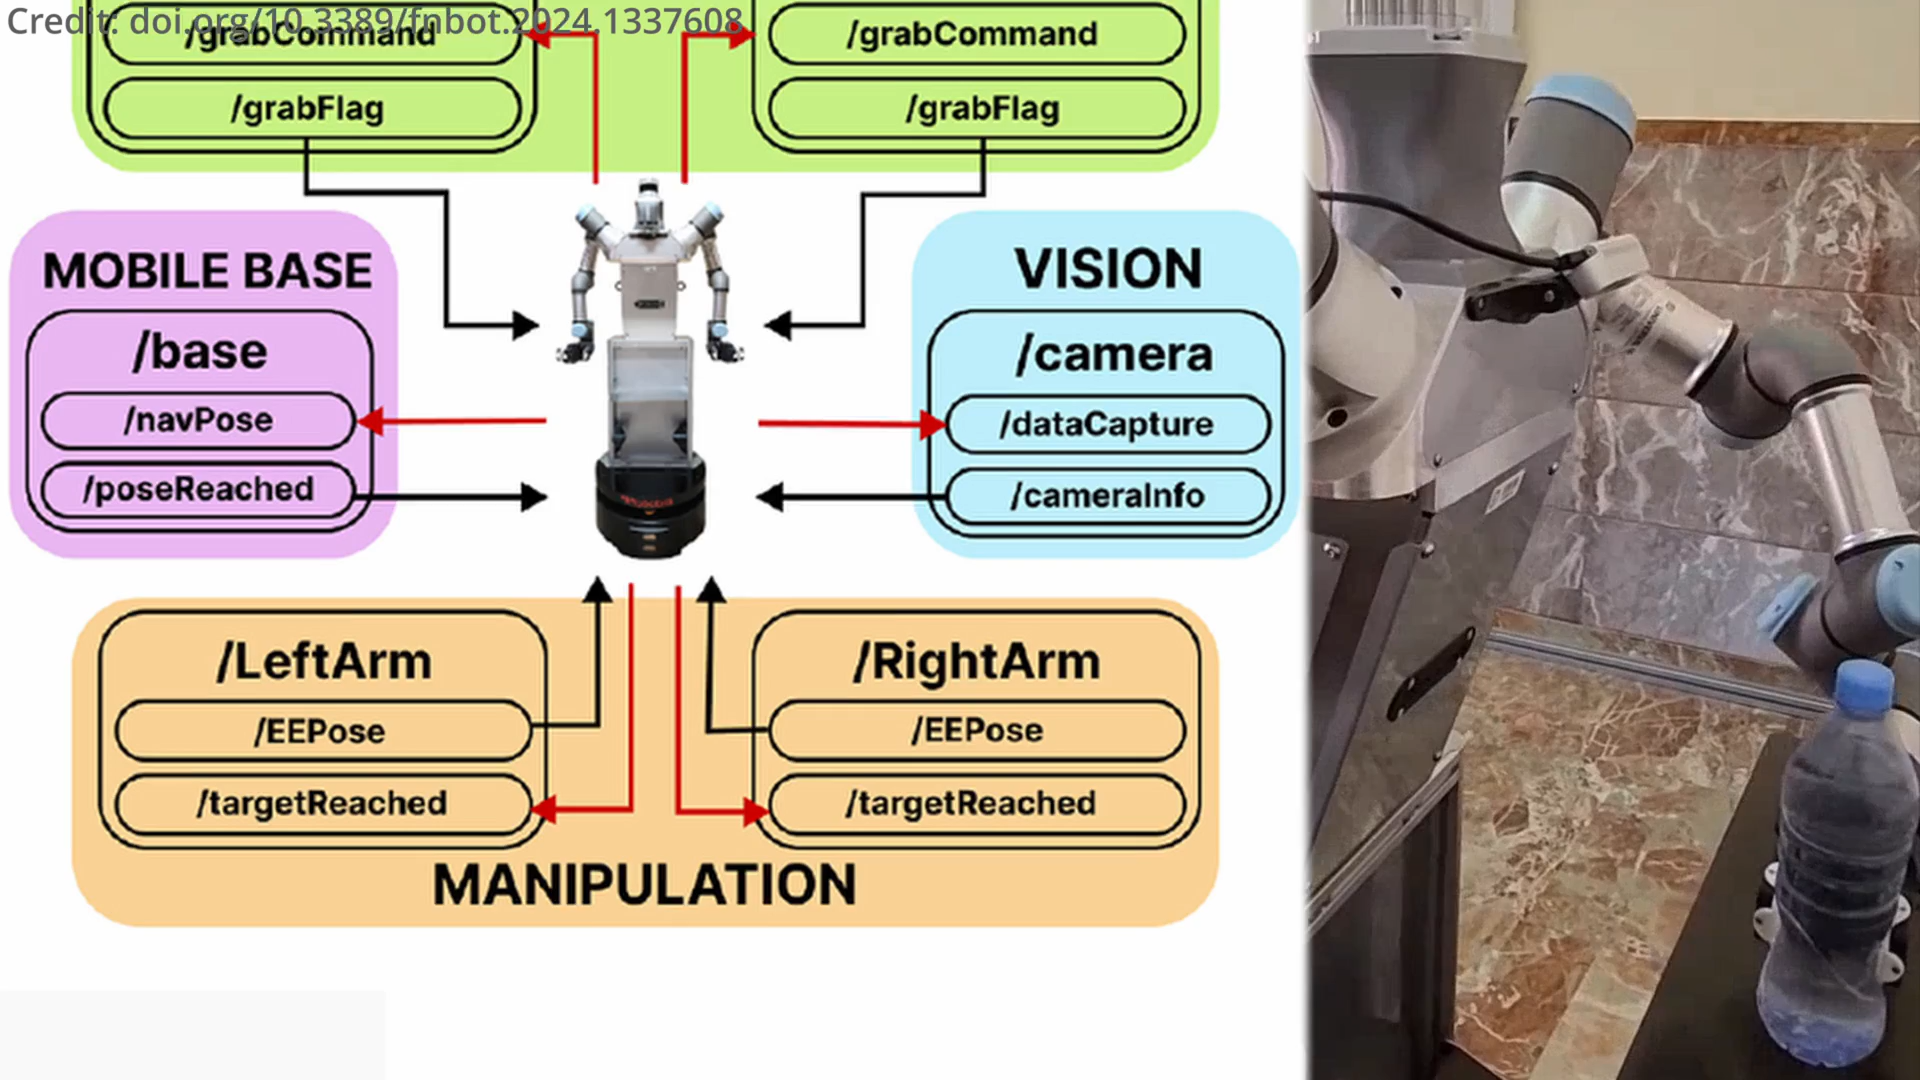 Credit: doi.org/10.3389/fnbot.2024.1337608
/grabCommand
/grabCommand
/grabFlag
/grabFlag
MOBILE BASE
/base
/navPose
/poseReached
VISION
/camera
/dataCapture
/cameraInfo
/LeftArm
/EEPose
/targetReached
/RightArm
/EEPose
/targetReached
MANIPULATION